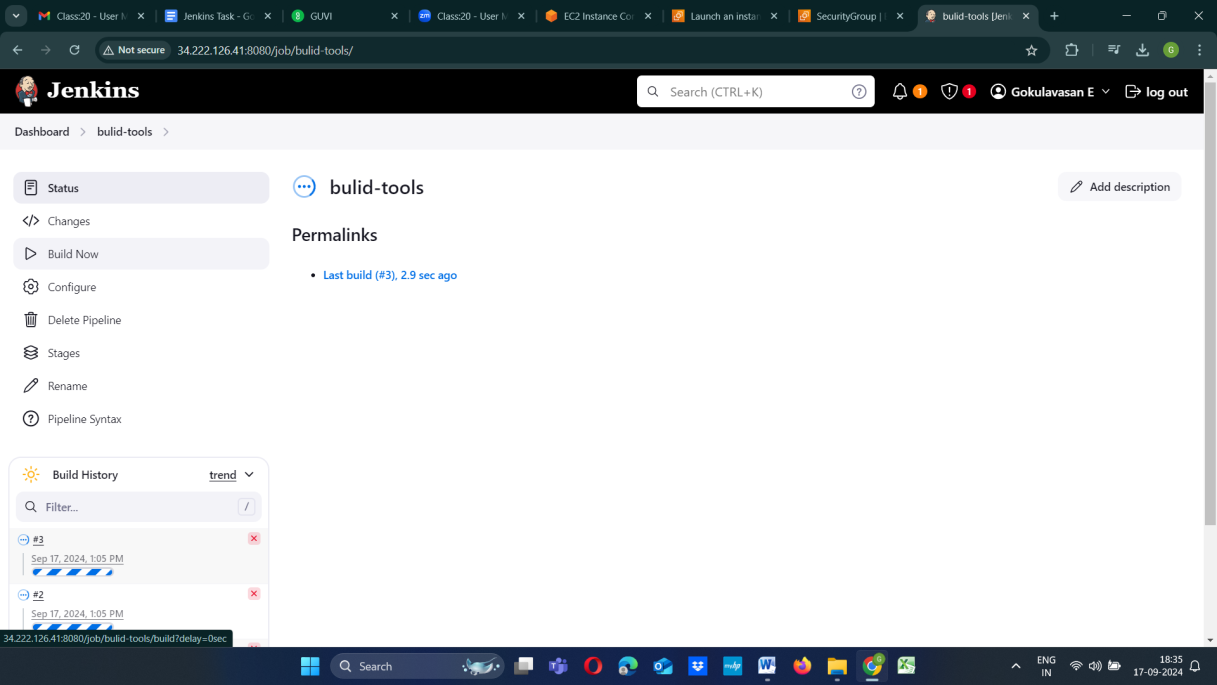 Class:20 - User M
Jenkins Task - Go
GUVI
Class:20 - User M
EC2 Instance Con
Launch an instan
SecurityGroup |
bulid-tools [Jenk
Not secure
34.222.126.41:8080/job/bulid-tools/
G
Jenkins
Search (CTRL+K)
1
1
Gokulavasan E
log out
Dashboard
bulid-tools
Status
bulid-tools
Add description
Changes
Permalinks
Build Now
Last build (#3), 2.9 sec ago
Configure
Delete Pipeline
Stages
Rename
Pipeline Syntax
Build History
trend
Filter...
/
#3
Sep 17, 2024, 1:05 PM
#2
Sep 17, 2024, 1:05 PM
34.222.126.41:8080/job/bulid-tools/build?delay=0sec
Search
ENG
IN
18:35
17-09-2024